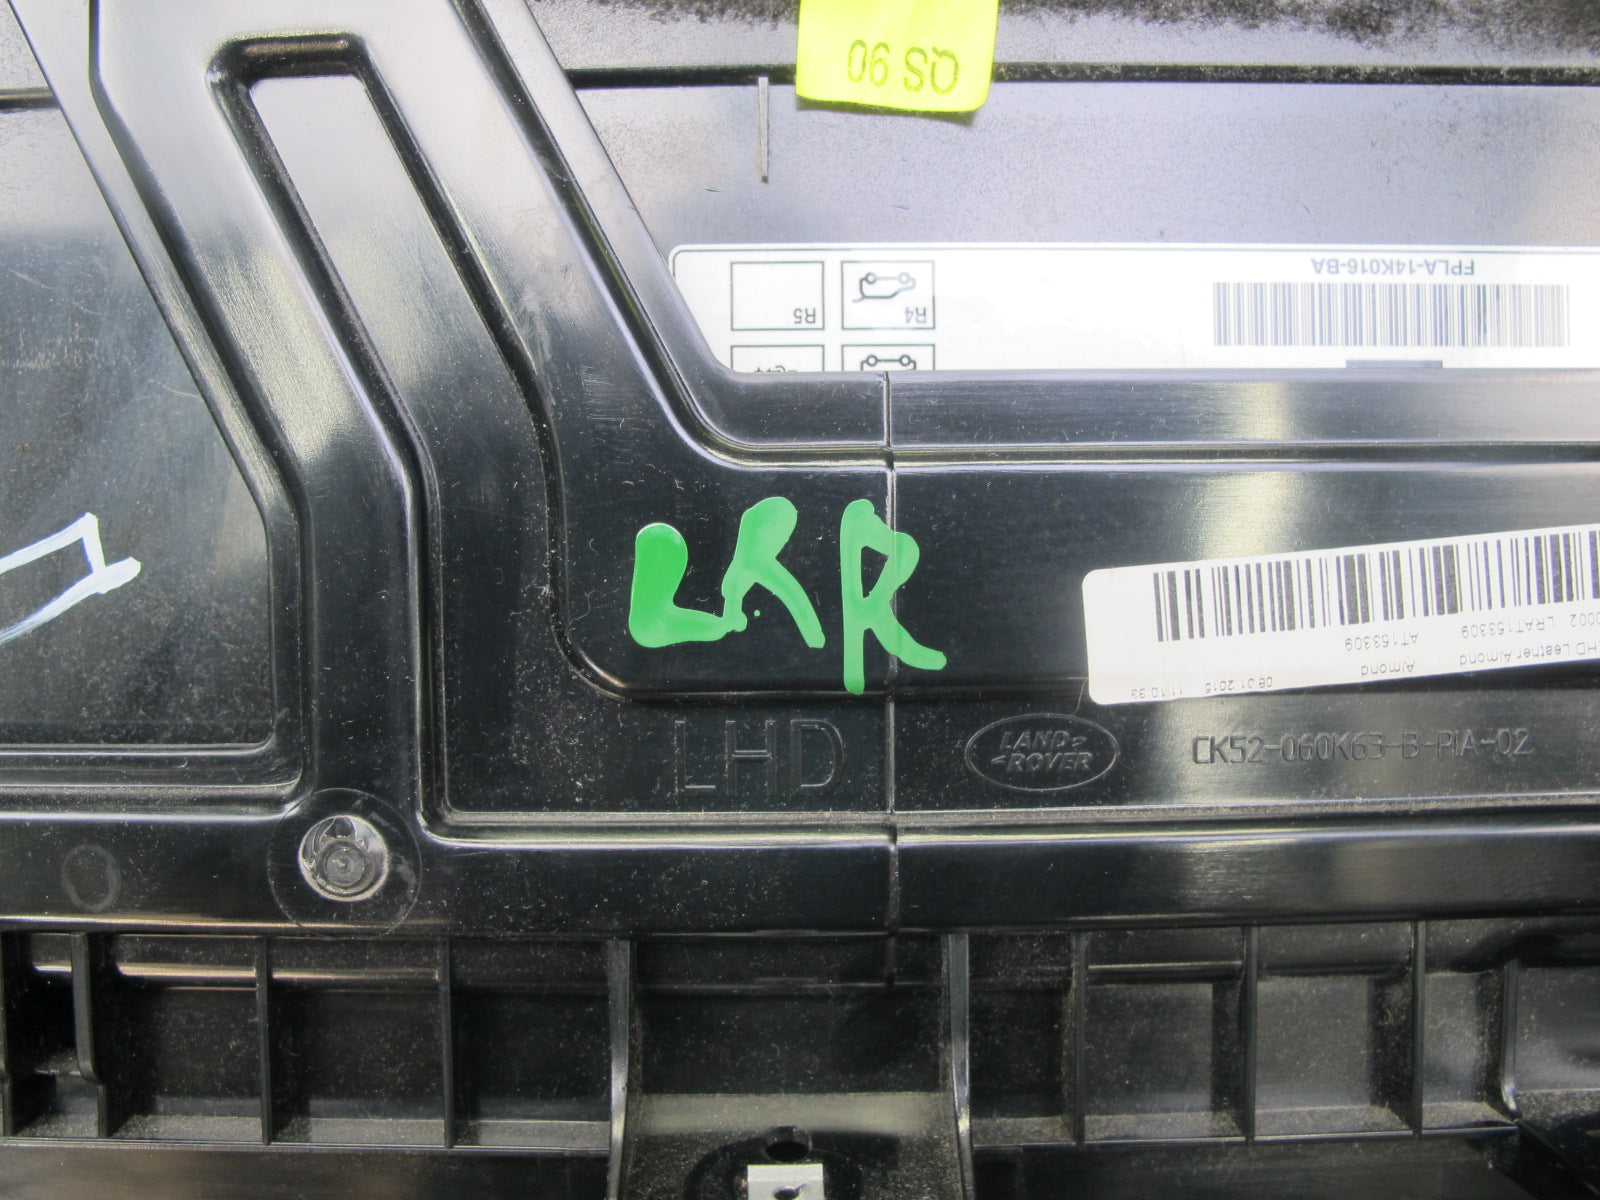 QS 90
FPLA-14K016-BA
R5
R4
LRR
0002 LRAT153309
AT153309
HD Leather Almond
Almond
08.01.2015 11:10:33
LHD
LAND-
-ROVER
CK52-060K63-B-PIA-02